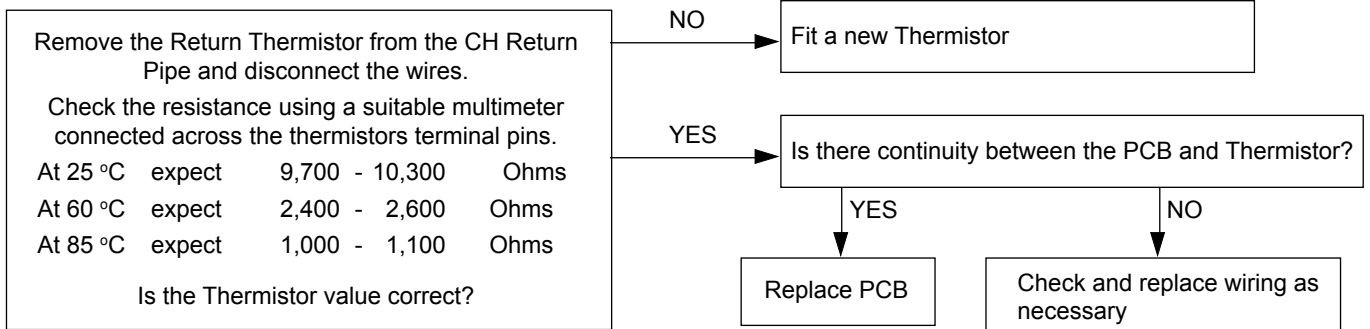 Remove the Return Thermistor from the CH Return
Pipe and disconnect the wires.
Check the resistance using a suitable multimeter
connected across the thermistors terminal pins.
At 25 °C expect 9,700 - 10,300 Ohms
At 60 °C expect 2,400 - 2,600 Ohms
At 85 °C expect 1,000 - 1,100 Ohms
Is the Thermistor value correct?
NO
Fit a new Thermistor
YES
Is there continuity between the PCB and Thermistor?
YES
Replace PCB
NO
Check and replace wiring as
necessary